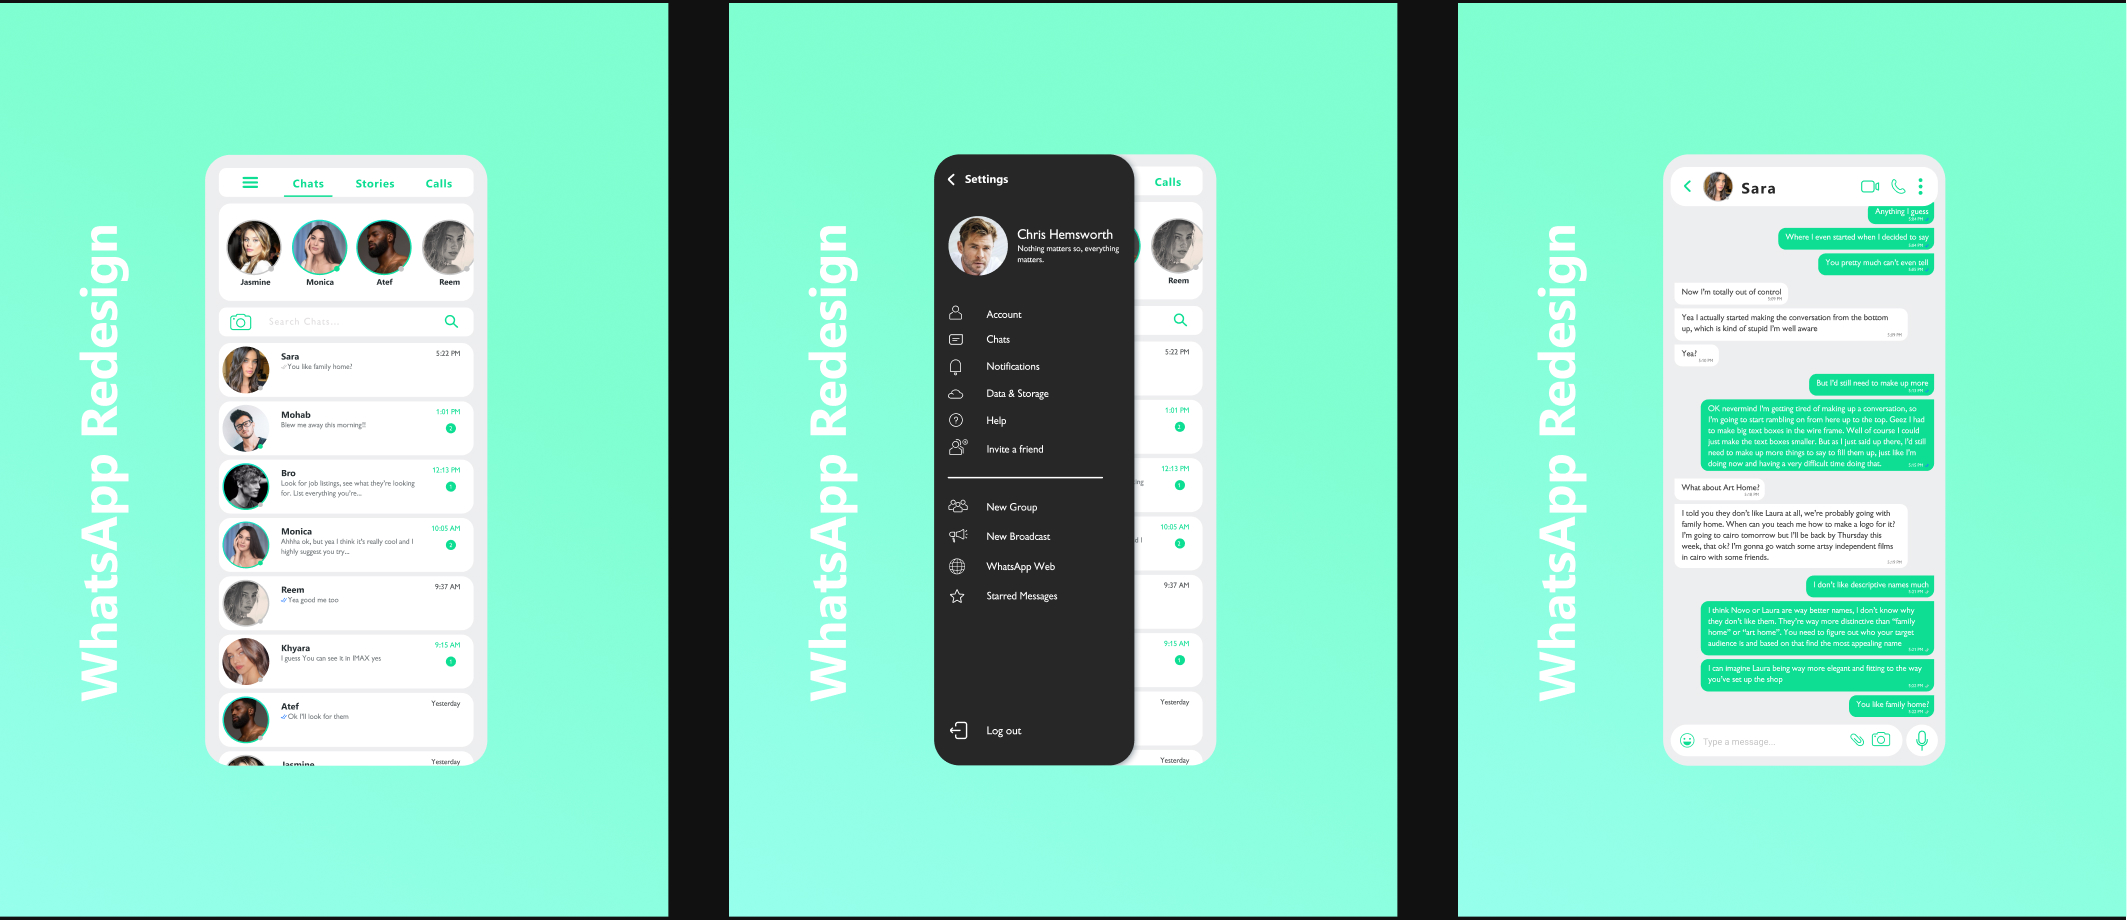 WhatsApp Redesign
Chats Stories Calls
Jasmine Monica Atef Reem
Search Chats...
Sara 5:22 PM
You like family home?
Mohab 1:01 PM
Blew me away this morning!!! 2
Bro 12:13 PM
Look for job listings, see what they're looking 1
for. List everything you're...
Monica 10:05 AM
Ahhha ok, but yea I think it's really cool and I 2
highly suggest you try...
Reem 9:37 AM
Yea good me too
Khyara 9:15 AM
I guess You can see it in IMAX yes 1
Atef Yesterday
Ok I'll look for them
Jasmine Yesterday
WhatsApp Redesign
Settings
Chris Hemsworth
Nothing matters so, everything
matters.
Account
Chats
Notifications
Data & Storage
Help
Invite a friend
New Group
New Broadcast
WhatsApp Web
Starred Messages
Log out
Calls
Reem
5:22 PM
1:01 PM
2
12:13 PM
ing 1
10:05 AM
d I 2
9:37 AM
9:15 AM
1
Yesterday
Yesterday
WhatsApp Redesign
Sara
Anything I guess
Where I even started when I decided to say
You pretty much can't even tell
Now I'm totally out of control
Yea I actually started making the conversation from the bottom
up, which is kind of stupid I'm well aware
Yea?
But I'd still need to make up more
OK nevermind I'm getting tired of making up a conversation, so
I'm going to start rambling on from here up to the top. Geez I had
to make big text boxes in the wire frame. Well of course I could
just make the text boxes smaller. But as I just said up there, I'd still
need to make up more things to say to fill them up, just like I'm
doing now and having a very difficult time doing that.
What about Art Home?
I told you they don't like Laura at all, we're probably going with
family home. When can you teach me how to make a logo for it?
I'm going to cairo tomorrow but I'll be back by Thursday this
week, that ok? I'm gonna go watch some artsy independent films
in cairo with some friends.
I don't like descriptive names much
I think Novo or Laura are way better names, I don't know why
they don't like them. They're way more distinctive than "family
home" or "art home". You need to figure out who your target
audience is and based on that find the most appealing name
I can imagine Laura being way more elegant and fitting to the way
you've set up the shop
You like family home?
Type a message...